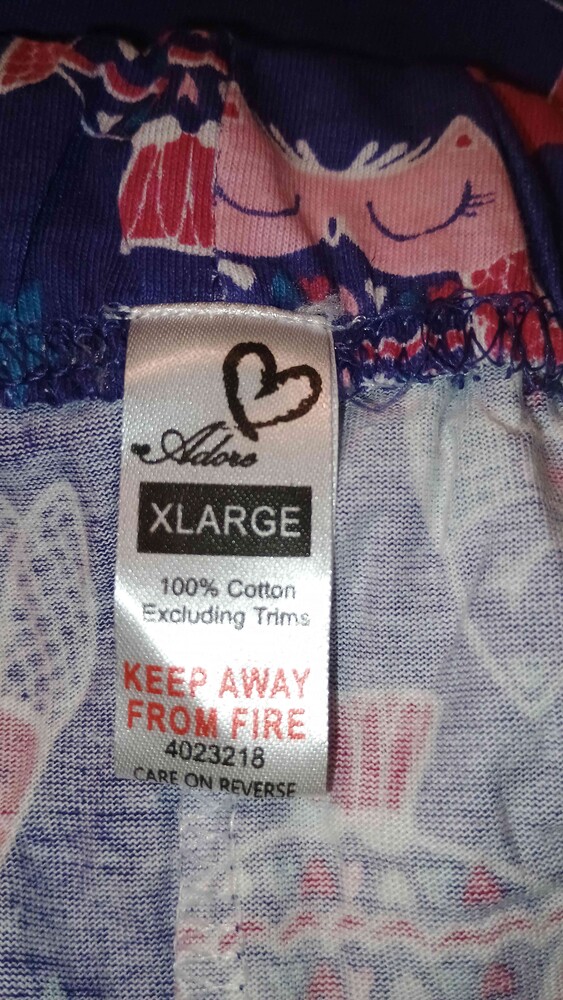 Adore
XLARGE
100% Cotton
Excluding Trims
KEEP AWAY
FROM FIRE
4023218
CARE ON REVERSE